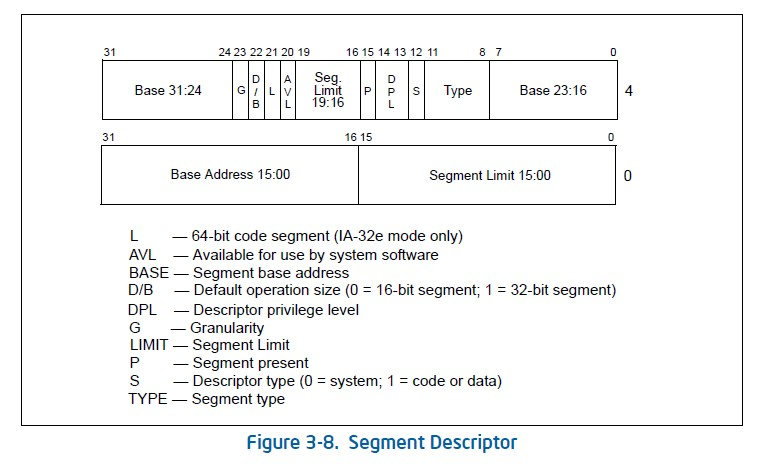 31 24 23 22 21 20 19 16 15 14 13 12 11 8 7 0
Base 31:24 G D/B L AVL Seg. Limit 19:16 P DPL S Type Base 23:16 4
31 16 15 0
Base Address 15:00 Segment Limit 15:00 0
L — 64-bit code segment (IA-32e mode only)
AVL — Available for use by system software
BASE — Segment base address
D/B — Default operation size (0 = 16-bit segment; 1 = 32-bit segment)
DPL — Descriptor privilege level
G — Granularity
LIMIT — Segment Limit
P — Segment present
S — Descriptor type (0 = system; 1 = code or data)
TYPE — Segment type
Figure 3-8. Segment Descriptor